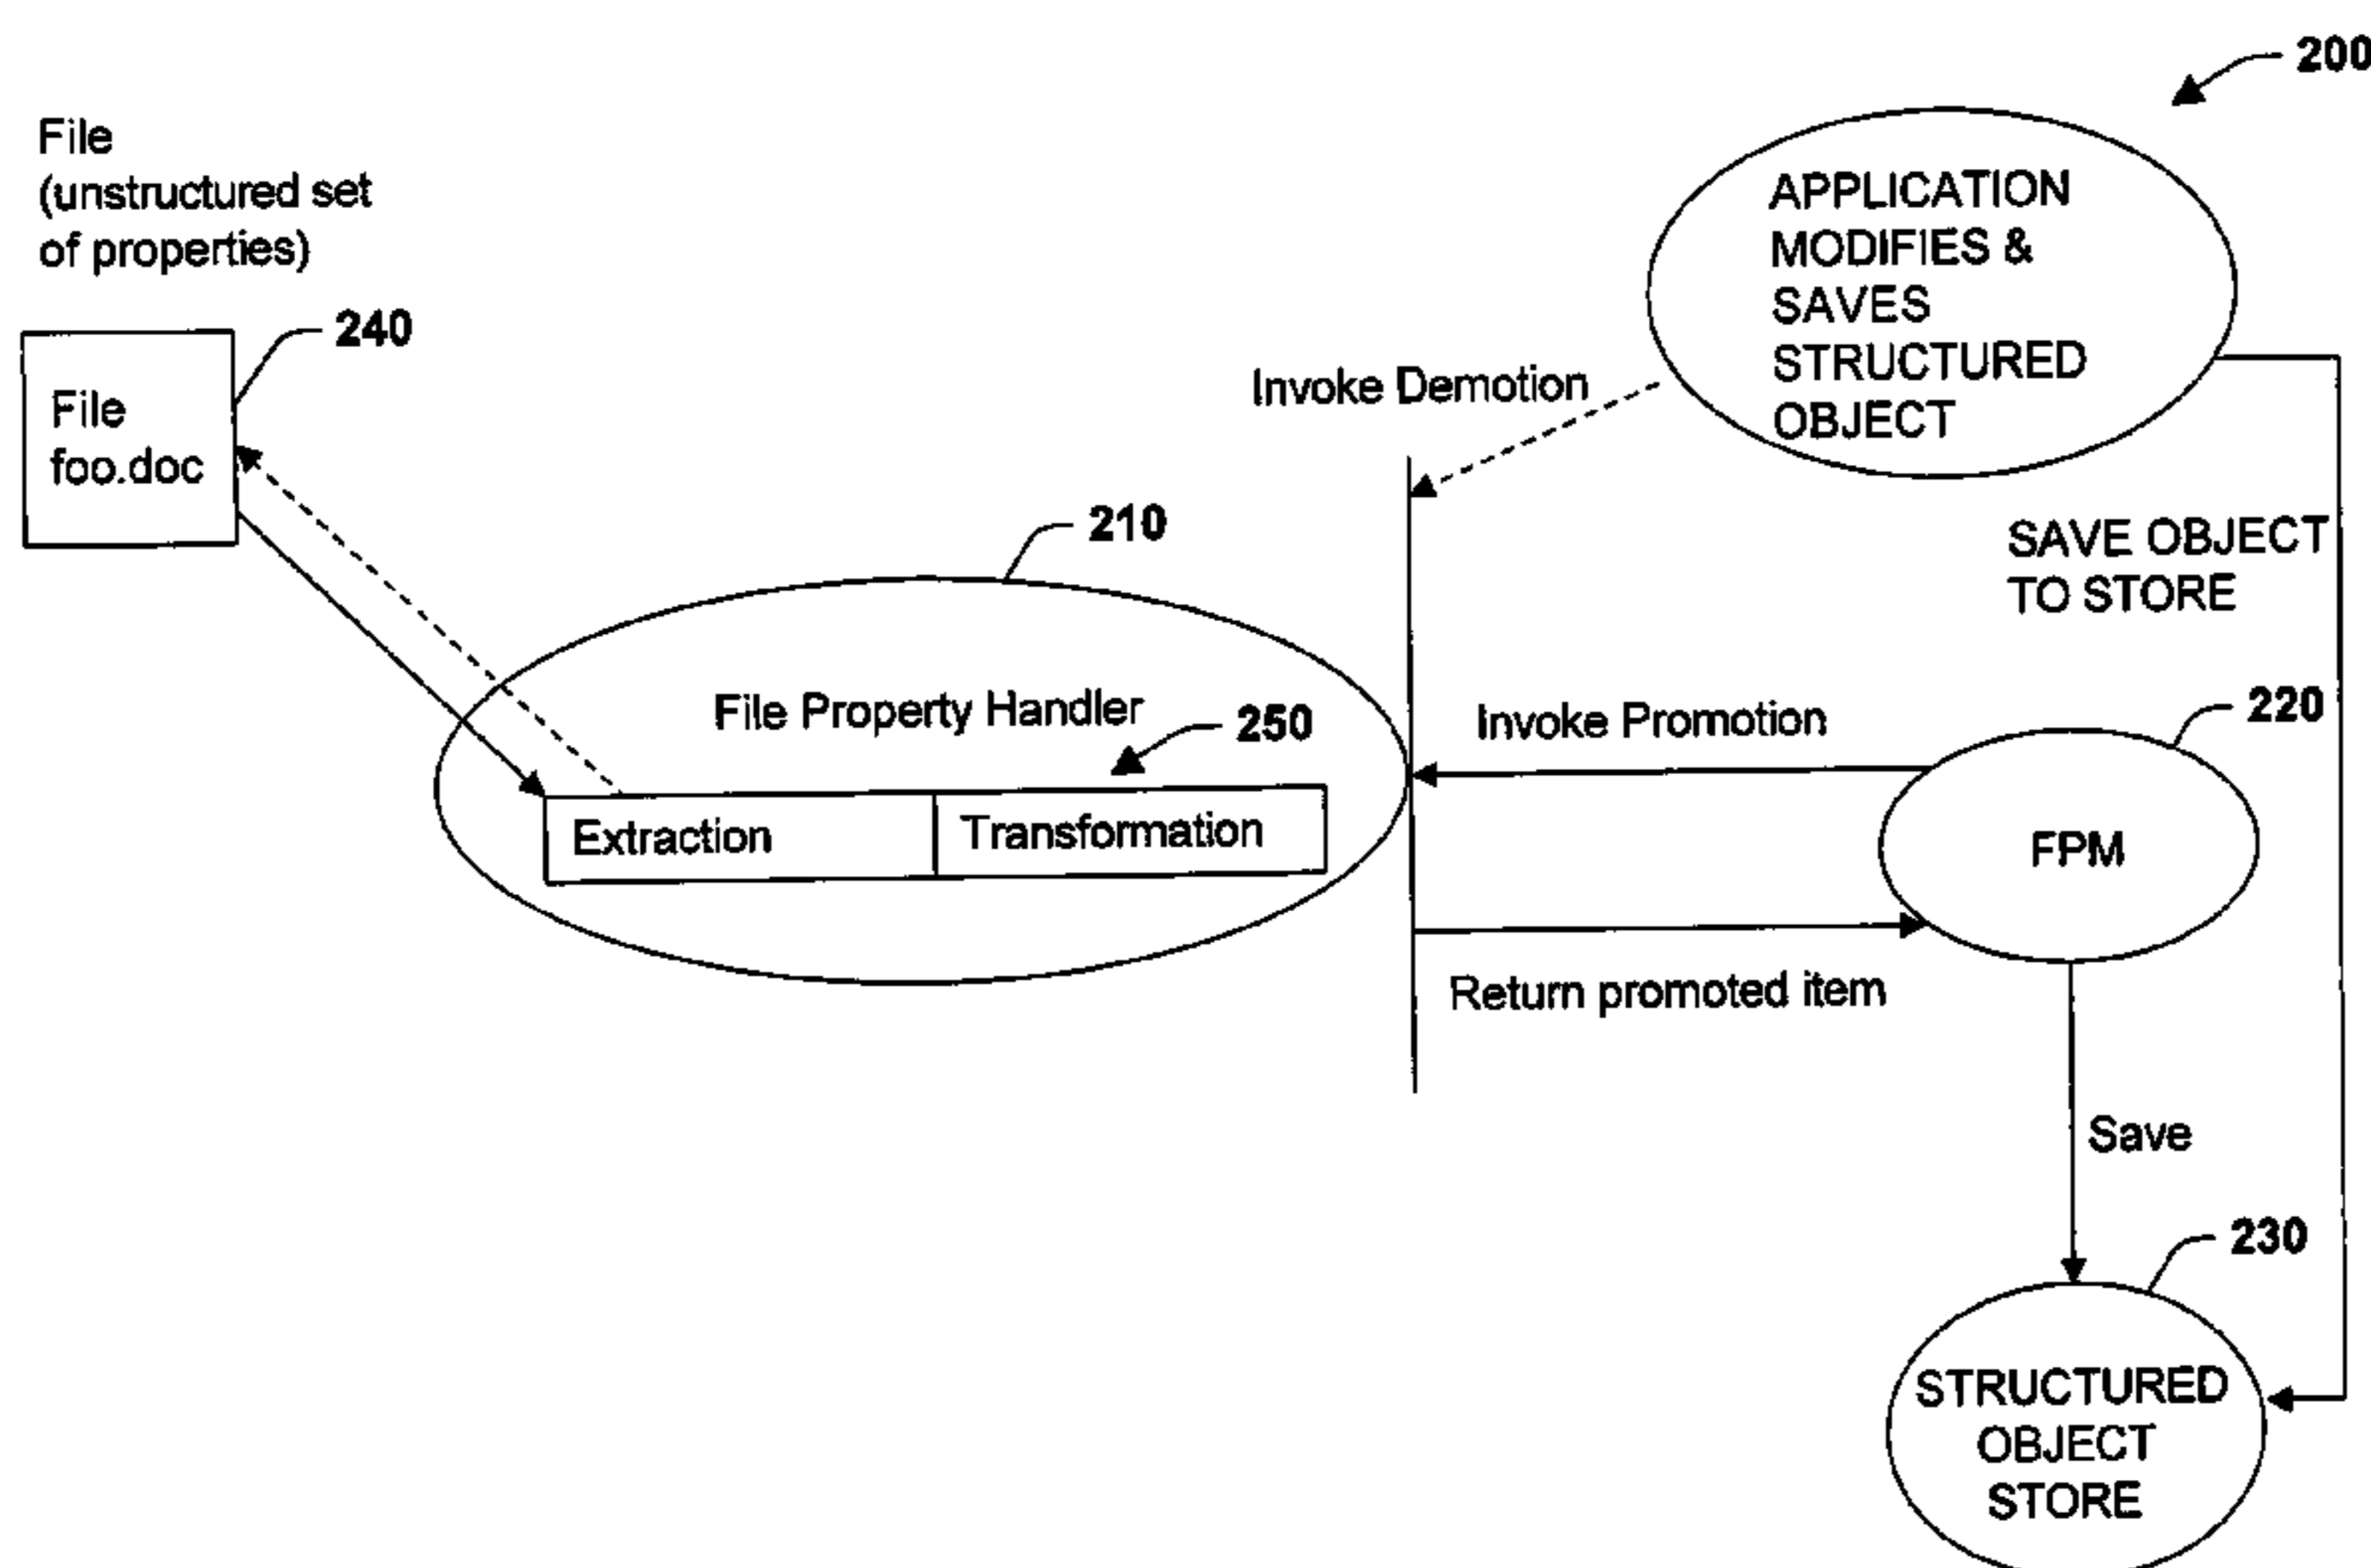 200
File
(unstructured set
of properties)
240
File
foo.doc
APPLICATION
MODIFIES &
SAVES
STRUCTURED
OBJECT
Invoke Demotion
SAVE OBJECT
TO STORE
210
File Property Handler
250
Extraction
Transformation
Invoke Promotion
220
FPM
Return promoted item
Save
230
STRUCTURED
OBJECT
STORE